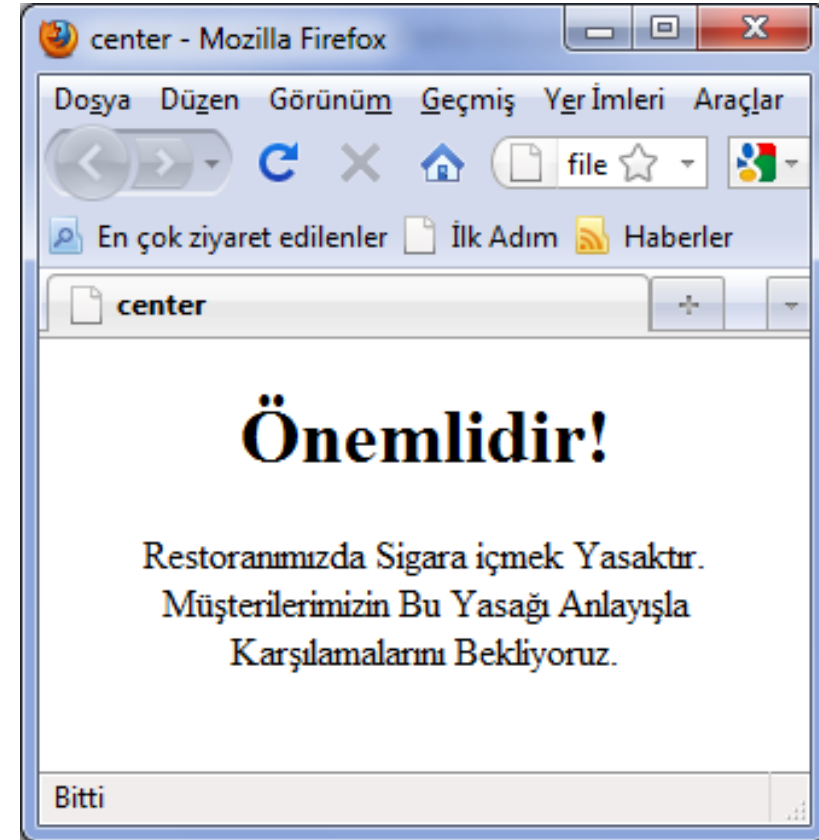 center - Mozilla Firefox
Dosya Düzen Görünüm Geçmiş Yer İmleri Araçlar
file
En çok ziyaret edilenler İlk Adım Haberler
center
Önemlidir!
Restoranımızda Sigara içmek Yasaktır.
Müşterilerimizin Bu Yasağı Anlayışla
Karşılamalarını Bekliyoruz.
Bitti